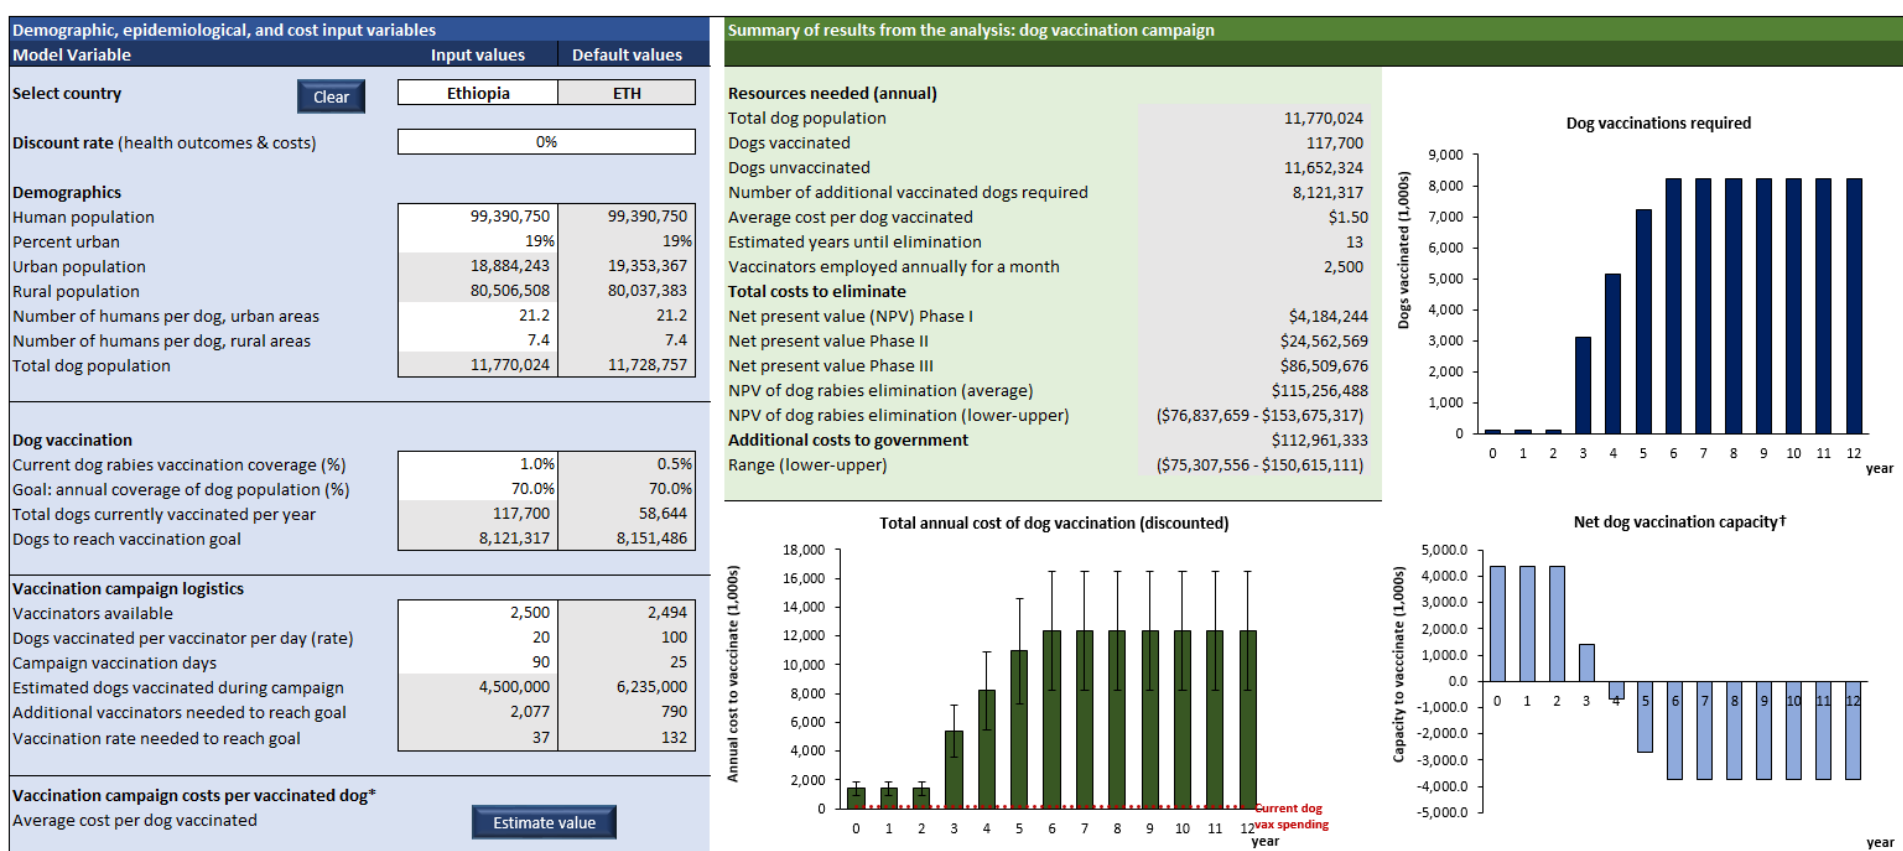 Demographic, epidemiological, and cost input variables
Model Variable Input values Default values
Select country Clear Ethiopia ETH
Discount rate (health outcomes & costs) 0%
Demographics
Human population 99,390,750 99,390,750
Percent urban 19% 19%
Urban population 18,884,243 19,353,367
Rural population 80,506,508 80,037,383
Number of humans per dog, urban areas 21.2 21.2
Number of humans per dog, rural areas 7.4 7.4
Total dog population 11,770,024 11,728,757
Dog vaccination
Current dog rabies vaccination coverage (%) 1.0% 0.5%
Goal: annual coverage of dog population (%) 70.0% 70.0%
Total dogs currently vaccinated per year 117,700 58,644
Dogs to reach vaccination goal 8,121,317 8,151,486
Vaccination campaign logistics
Vaccinators available 2,500 2,494
Dogs vaccinated per vaccinator per day (rate) 20 100
Campaign vaccination days 90 25
Estimated dogs vaccinated during campaign 4,500,000 6,235,000
Additional vaccinators needed to reach goal 2,077 790
Vaccination rate needed to reach goal 37 132
Vaccination campaign costs per vaccinated dog*
Average cost per dog vaccinated Estimate value
Summary of results from the analysis: dog vaccination campaign
Resources needed (annual)
Total dog population 11,770,024
Dogs vaccinated 117,700
Dogs unvaccinated 11,652,324
Number of additional vaccinated dogs required 8,121,317
Average cost per dog vaccinated $1.50
Estimated years until elimination 13
Vaccinators employed annually for a month 2,500
Total costs to eliminate
Net present value (NPV) Phase I $4,184,244
Net present value Phase II $24,562,569
Net present value Phase III $86,509,676
NPV of dog rabies elimination (average) $115,256,488
NPV of dog rabies elimination (lower-upper) ($76,837,659 - $153,675,317)
Additional costs to government $112,961,333
Range (lower-upper) ($75,307,556 - $150,615,111)
Dog vaccinations required
Dogs vaccinated (1,000s)
9,000
8,000
7,000
6,000
5,000
4,000
3,000
2,000
1,000
0
0 1 2 3 4 5 6 7 8 9 10 11 12
year
Total annual cost of dog vaccination (discounted)
Annual cost to vaccinate (1,000s)
18,000
16,000
14,000
12,000
10,000
8,000
6,000
4,000
2,000
0
Current dog
vax spending
0 1 2 3 4 5 6 7 8 9 10 11 12
year
Net dog vaccination capacity†
Capacity to vacccinate (1,000s)
5,000.0
4,000.0
3,000.0
2,000.0
1,000.0
0.0
-1,000.0
-2,000.0
-3,000.0
-4,000.0
-5,000.0
0 1 2 3 4 5 6 7 8 9 10 11 12
year